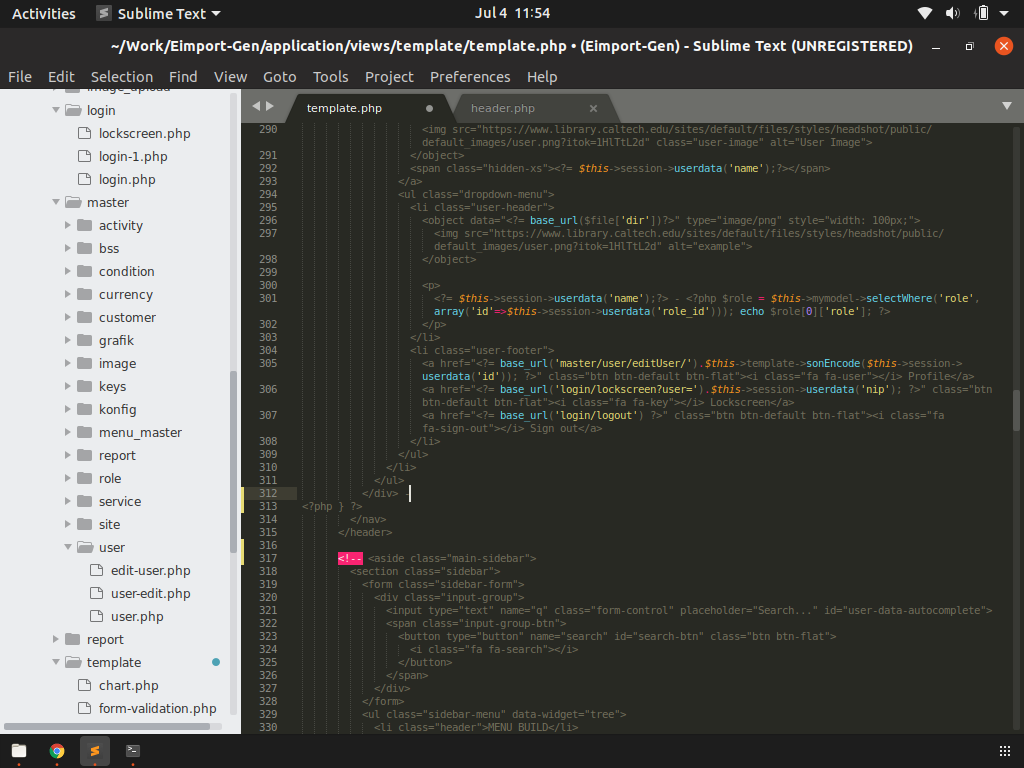 Activities
Sublime Text
Jul 4 11:54
~/Work/Eimport-Gen/application/views/template/template.php • (Eimport-Gen) - Sublime Text (UNREGISTERED)
File Edit Selection Find View Goto Tools Project Preferences Help
image_upload
login
lockscreen.php
login-1.php
login.php
master
activity
bss
condition
currency
customer
grafik
image
keys
konfig
menu_master
report
role
service
site
user
edit-user.php
user-edit.php
user.php
report
template
chart.php
form-validation.php
template.php
header.php
290 <img src="https://www.library.caltech.edu/sites/default/files/styles/headshot/public/
default_images/user.png?itok=1HlTtL2d" class="user-image" alt="User Image">
291 </object>
292 <span class="hidden-xs"><?= $this->session->userdata('name');?></span>
293 </a>
294 <ul class="dropdown-menu">
295 <li class="user-header">
296 <object data="<?= base_url($file['dir'])?>" type="image/png" style="width: 100px;">
297 <img src="https://www.library.caltech.edu/sites/default/files/styles/headshot/public/
default_images/user.png?itok=1HlTtL2d" alt="example">
298 </object>
299
300 <p>
301 <?= $this->session->userdata('name');?> - <?php $role = $this->mymodel->selectWhere('role',
array('id'=>$this->session->userdata('role_id'))); echo $role[0]['role']; ?>
302 </p>
303 </li>
304 <li class="user-footer">
305 <a href="<?= base_url('master/user/editUser/').$this->template->sonEncode($this->session->
userdata('id')); ?>" class="btn btn-default btn-flat"><i class="fa fa-user"></i> Profile</a>
306 <a href="<?= base_url('login/lockscreen?user=').$this->session->userdata('nip'); ?>" class="btn
btn-default btn-flat"><i class="fa fa-key"></i> Lockscreen</a>
307 <a href="<?= base_url('login/logout') ?>" class="btn btn-default btn-flat"><i class="fa
fa-sign-out"></i> Sign out</a>
308 </li>
309 </ul>
310 </li>
311 </ul>
312 </div> -
313 <?php } ?>
314 </nav>
315 </header>
316
317 <!-- <aside class="main-sidebar">
318 <section class="sidebar">
319 <form class="sidebar-form">
320 <div class="input-group">
321 <input type="text" name="q" class="form-control" placeholder="Search..." id="user-data-autocomplete">
322 <span class="input-group-btn">
323 <button type="button" name="search" id="search-btn" class="btn btn-flat">
324 <i class="fa fa-search"></i>
325 </button>
326 </span>
327 </div>
328 </form>
329 <ul class="sidebar-menu" data-widget="tree">
330 <li class="header">MENU BUILD</li>